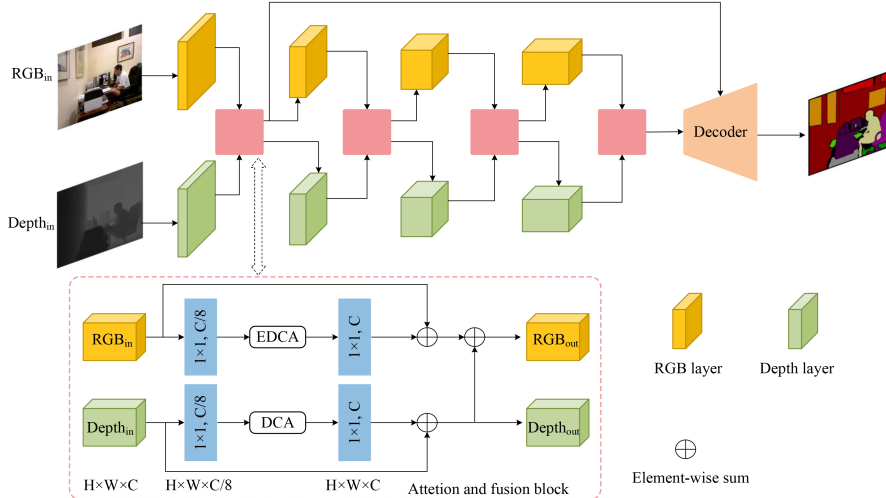 RGBin
Depthin
Decoder
RGBin
1×1, C/8
EDCA
1×1, C
RGBout
Depthin
1×1, C/8
DCA
1×1, C
Depthout
H×W×C
H×W×C/8
H×W×C
Attetion and fusion block
RGB layer
Depth layer
Element-wise sum